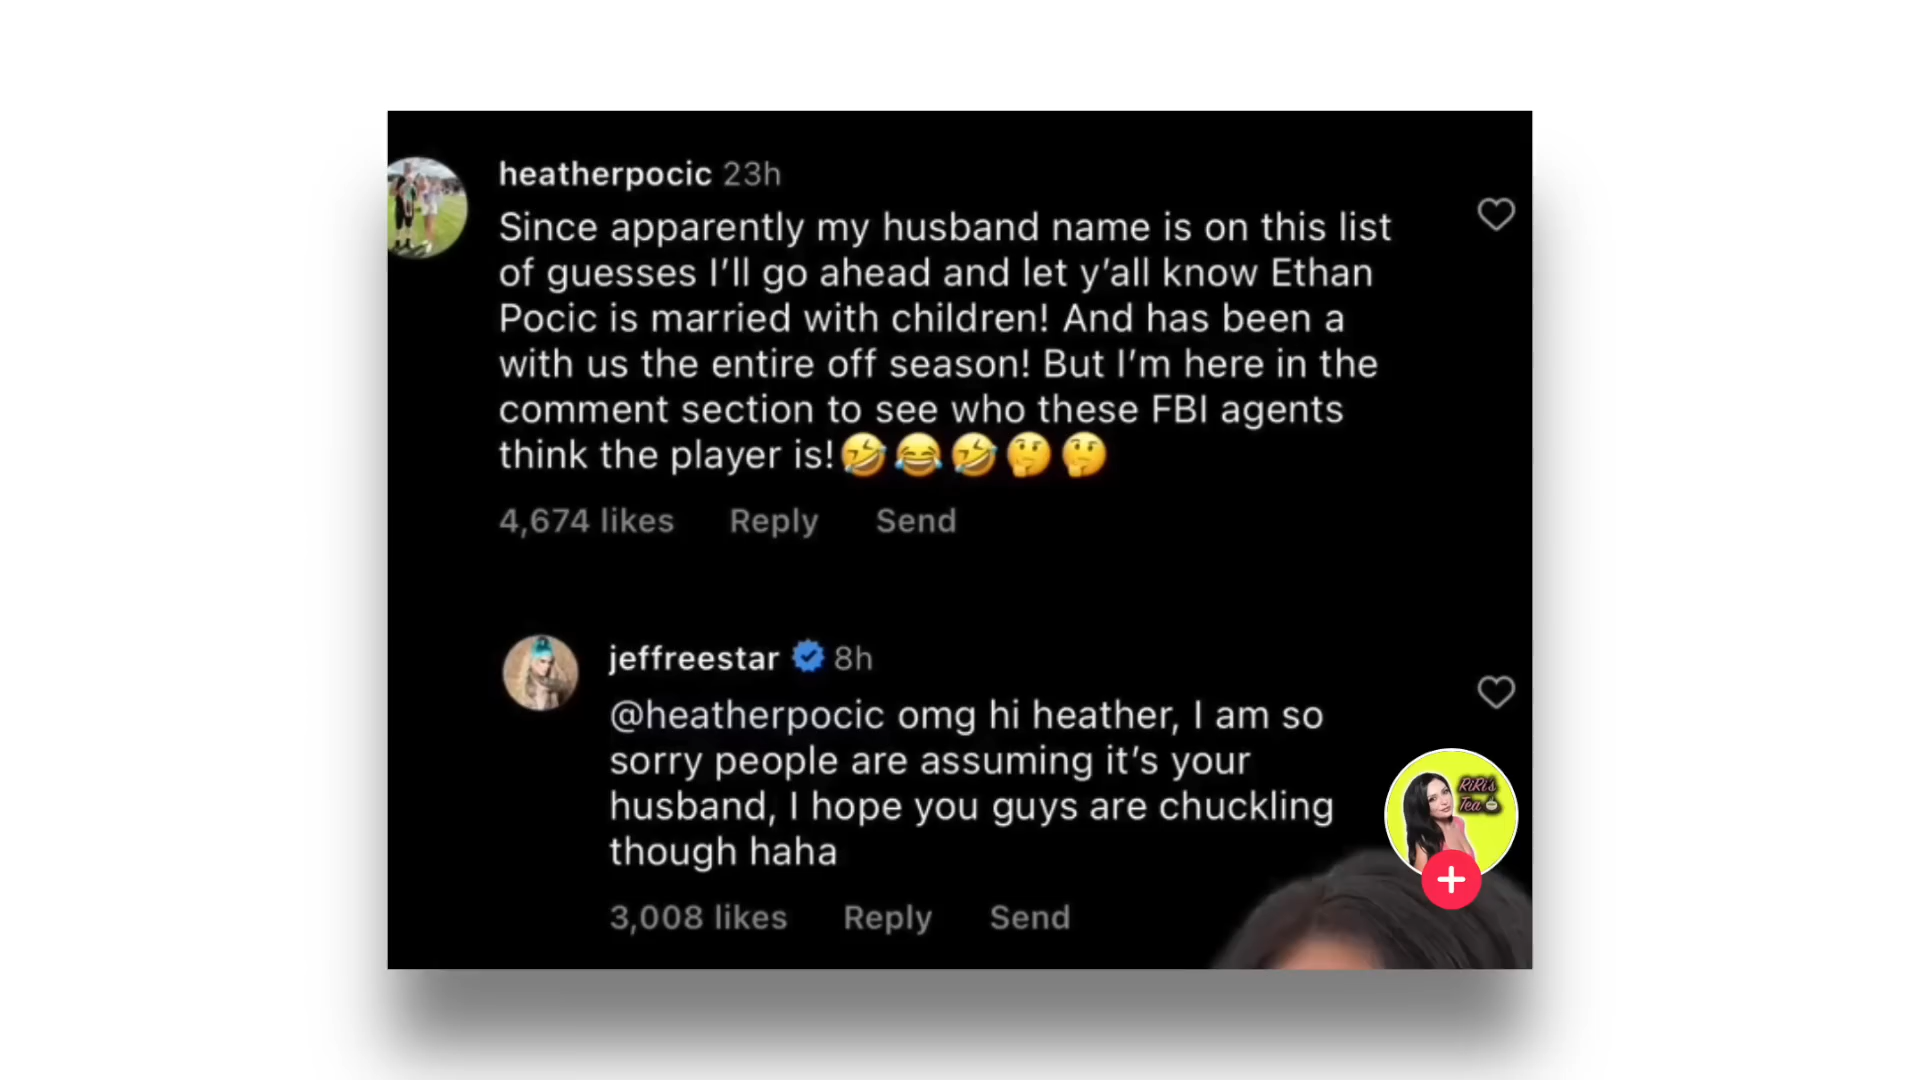 heatherpocic 23h
Since apparently my husband name is on this list
of guesses I’ll go ahead and let y’all know Ethan
Pocic is married with children! And has been a
with us the entire off season! But I’m here in the
comment section to see who these FBI agents
think the player is!🤣😂🤣🤔🤔
4,674 likes Reply Send
jeffreestar 8h
@heatherpocic omg hi heather, I am so
sorry people are assuming it’s your
husband, I hope you guys are chuckling
though haha
3,008 likes Reply Send
RiRi's
Tea